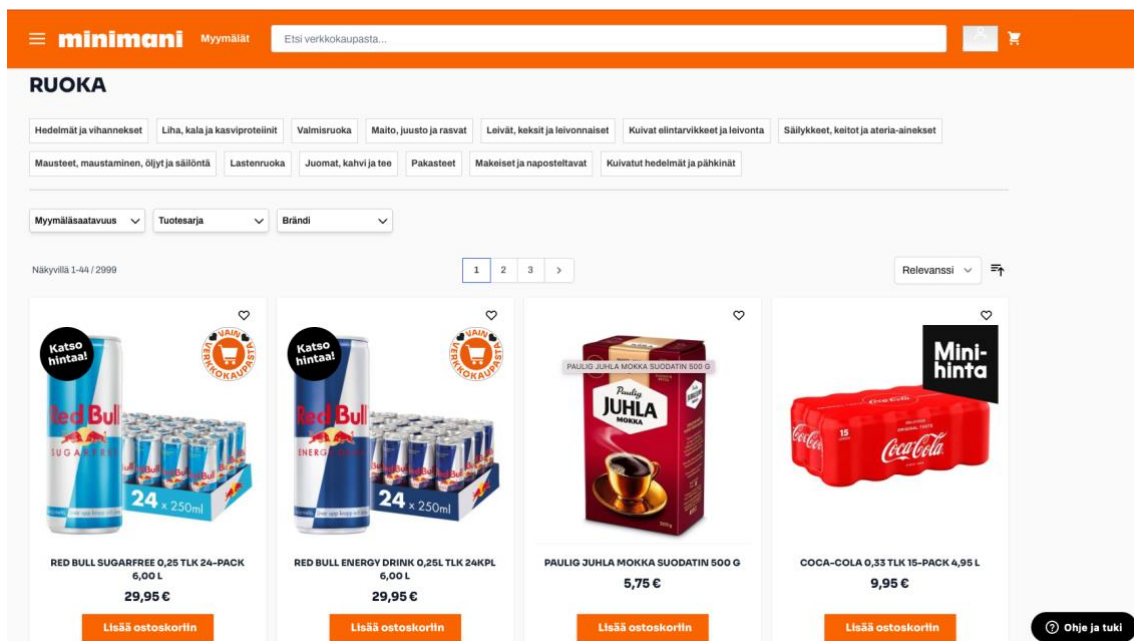 minimani Myymälät Etsi verkkokaupasta...
RUOKA
Hedelmät ja vihannekset Liha, kala ja kasviproteiinit Valmisruoka Maito, juusto ja rasvat Leivät, keksit ja leivonnaiset Kuivat elintarvikkeet ja leivonta Säilykkeet, keitot ja ateria-ainekset
Mausteet, maustaminen, öljyt ja säilöntä Lastenruoka Juomat, kahvi ja tee Pakasteet Makeiset ja naposteltavat Kuivatut hedelmät ja pähkinät
Myymäläsaatavuus Tuotesarja Brändi
Näkyvillä 1-44 / 2999 1 2 3 > Relevanssi
Katso
hintaa!
VAIN
VERKKOKAUPASTA
Red Bull
SUGARFREE
24 x 250ml
Katso
hintaa!
VAIN
VERKKOKAUPASTA
Red Bull
24 x 250ml
PAULIG JUHLA MOKKA SUODATIN 500 G
Paulig
JUHLA
MOKKA
Mini-
hinta
15
Coca-Cola
RED BULL SUGARFREE 0,25 TLK 24-PACK
6,00 L
29,95 €
Lisää ostoskoriin
RED BULL ENERGY DRINK 0,25L TLK 24KPL
6,00 L
29,95 €
Lisää ostoskoriin
PAULIG JUHLA MOKKA SUODATIN 500 G
5,75 €
Lisää ostoskoriin
COCA-COLA 0,33 TLK 15-PACK 4,95 L
9,95 €
Lisää ostoskoriin
Ohje ja tuki